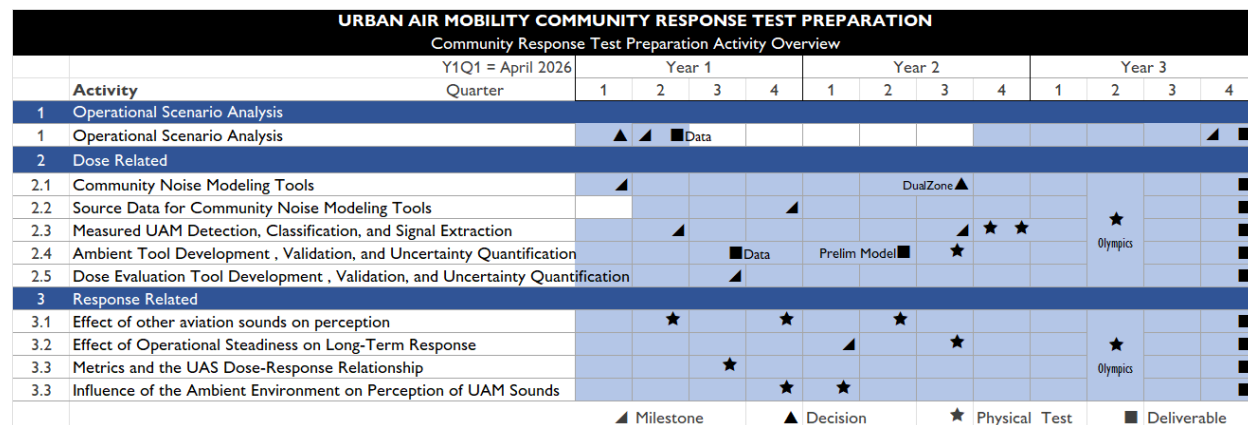 URBAN AIR MOBILITY COMMUNITY RESPONSE TEST PREPARATION
Community Response Test Preparation Activity Overview
Y1Q1 = April 2026 Year 1 Year 2 Year 3
Activity Quarter 1 2 3 4 1 2 3 4 1 2 3 4
1 Operational Scenario Analysis
1 Operational Scenario Analysis Data
2 Dose Related
2.1 Community Noise Modeling Tools DualZone
2.2 Source Data for Community Noise Modeling Tools
2.3 Measured UAM Detection, Classification, and Signal Extraction
Olympics
2.4 Ambient Tool Development , Validation, and Uncertainty Quantification Data Prelim Model
2.5 Dose Evaluation Tool Development , Validation, and Uncertainty Quantification
3 Response Related
3.1 Effect of other aviation sounds on perception
3.2 Effect of Operational Steadiness on Long-Term Response
3.3 Metrics and the UAS Dose-Response Relationship Olympics
3.3 Influence of the Ambient Environment on Perception of UAM Sounds
Milestone Decision Physical Test Deliverable